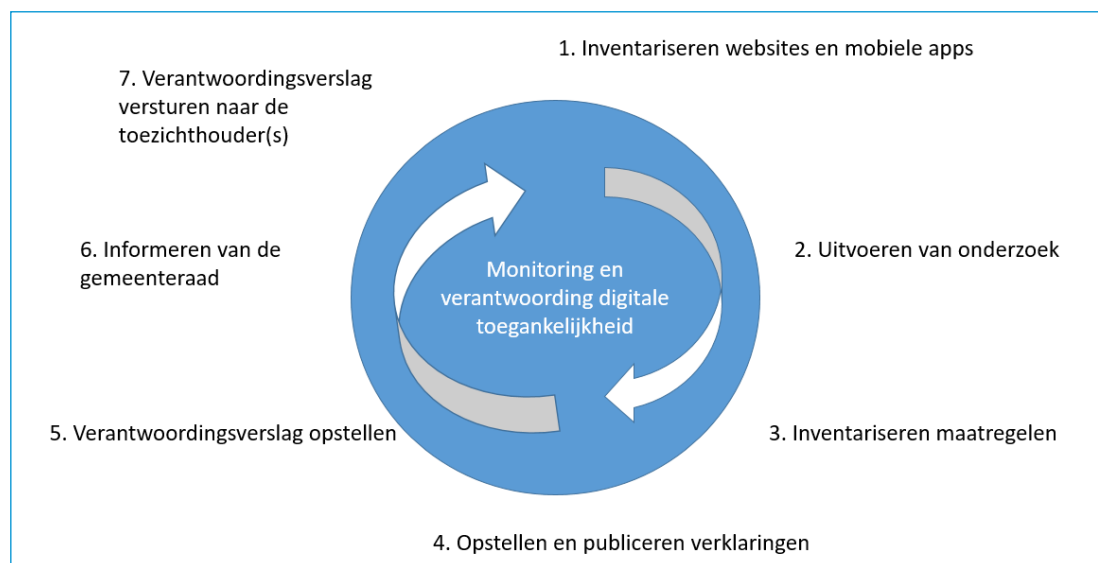 1. Inventariseren websites en mobiele apps
2. Uitvoeren van onderzoek
3. Inventariseren maatregelen
4. Opstellen en publiceren verklaringen
5. Verantwoordingsverslag opstellen
6. Informeren van de
gemeenteraad
7. Verantwoordingsverslag
versturen naar de
toezichthouder(s)
Monitoring en
verantwoording digitale
toegankelijkheid